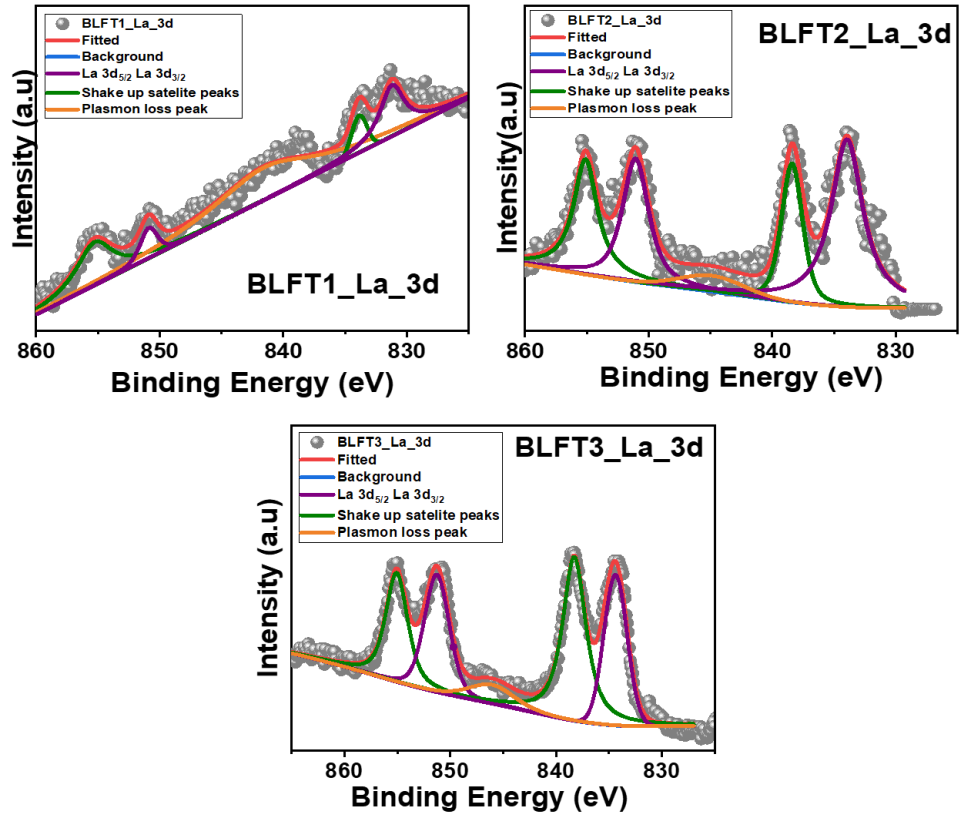 BLFT1_La_3d
Fitted
Background
La 3d5/2 La 3d3/2
Shake up satelite peaks
Plasmon loss peak
BLFT1_La_3d
Intensity (a.u)
860 850 840 830
Binding Energy (eV)
BLFT2_La_3d
Fitted
Background
La 3d5/2 La 3d3/2
Shake up satelite peaks
Plasmon loss peak
BLFT2_La_3d
Intensity(a.u)
860 850 840 830
Binding Energy (eV)
BLFT3_La_3d
Fitted
Background
La 3d5/2 La 3d3/2
Shake up satelite peaks
Plasmon loss peak
BLFT3_La_3d
Intensity (a.u)
860 850 840 830
Binding Energy (eV)